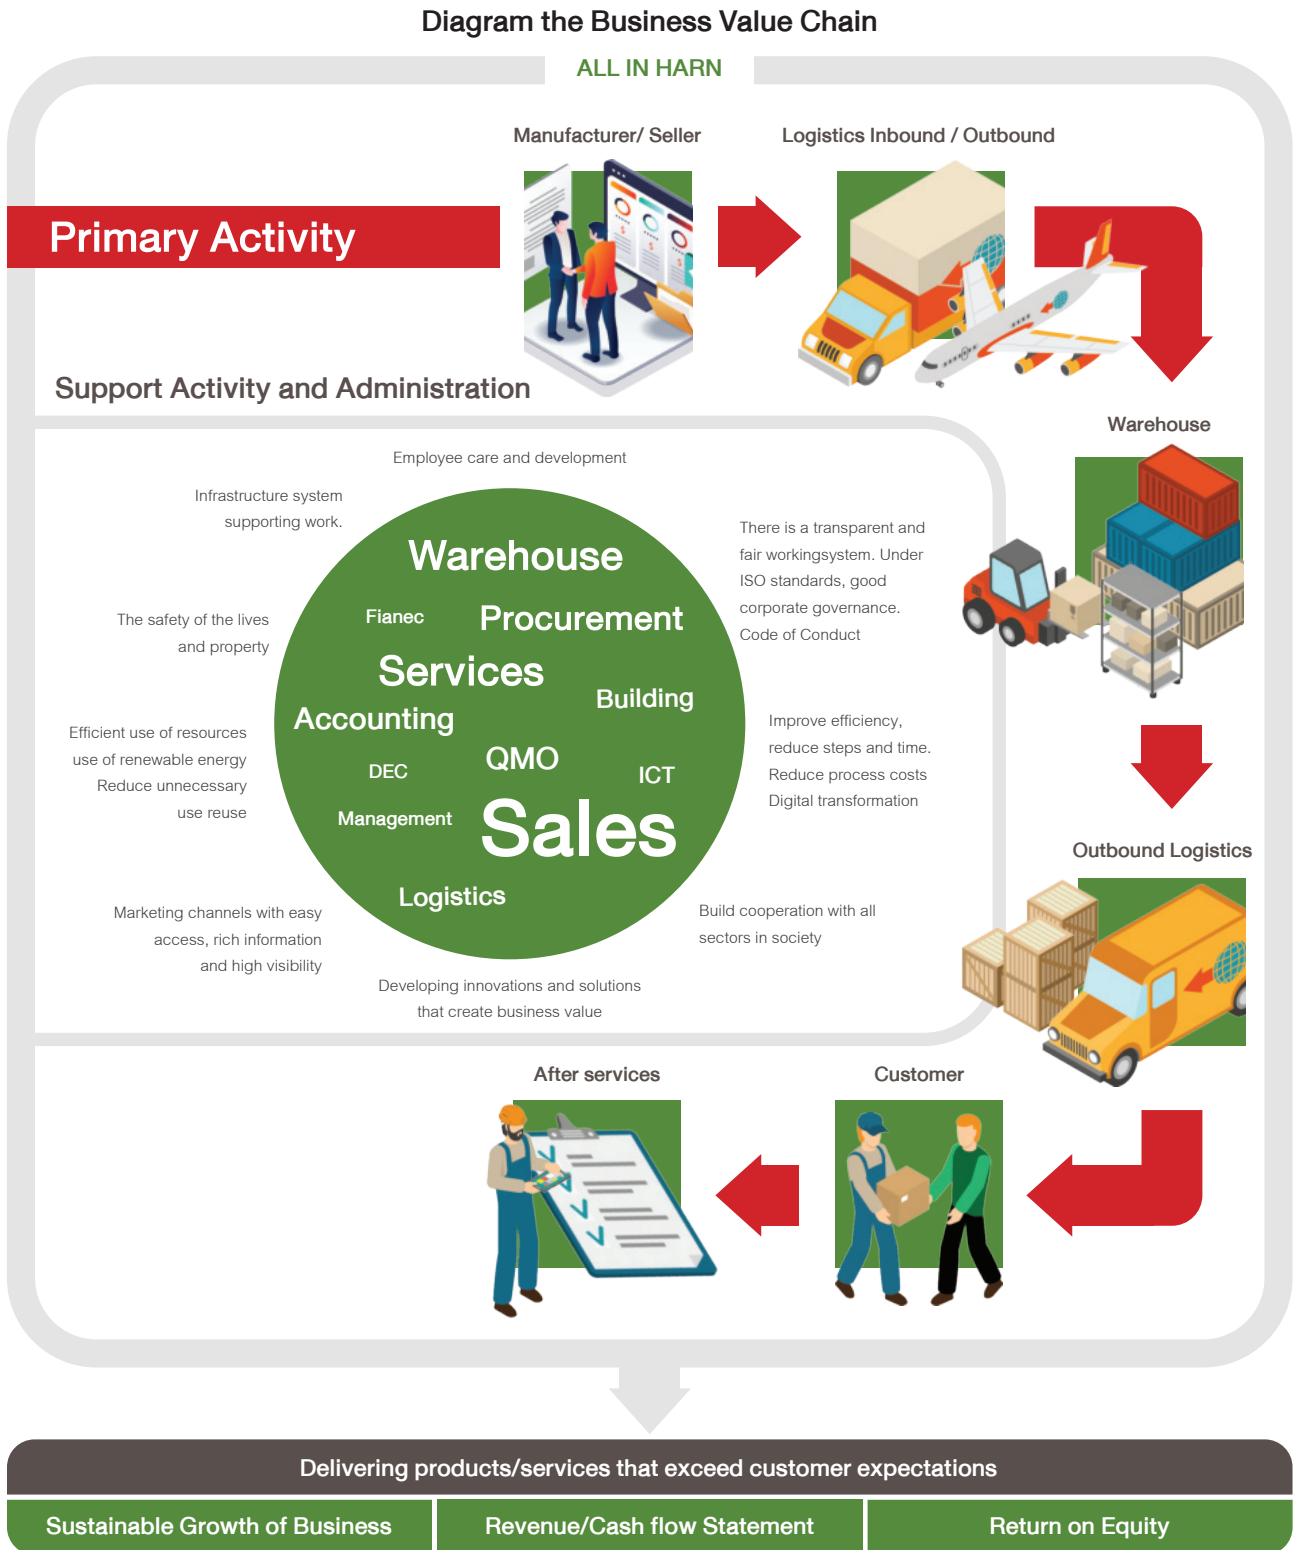 Diagram the Business Value Chain
ALL IN HARN
Manufacturer/ Seller
Logistics Inbound / Outbound
Primary Activity
Support Activity and Administration
Warehouse
Employee care and development
Infrastructure system
supporting work.
There is a transparent and
fair workingsystem. Under
ISO standards, good
corporate governance.
Code of Conduct
The safety of the lives
and property
Efficient use of resources
use of renewable energy
Reduce unnecessary
use reuse
Improve efficiency,
reduce steps and time.
Reduce process costs
Digital transformation
Marketing channels with easy
access, rich information
and high visibility
Build cooperation with all
sectors in society
Developing innovations and solutions
that create business value
Warehouse
Fianec
Procurement
Services
Building
Accounting
QMO
DEC
ICT
Management
Sales
Logistics
Outbound Logistics
After services
Customer
$
$
$
Delivering products/services that exceed customer expectations
Sustainable Growth of Business
Revenue/Cash flow Statement
Return on Equity